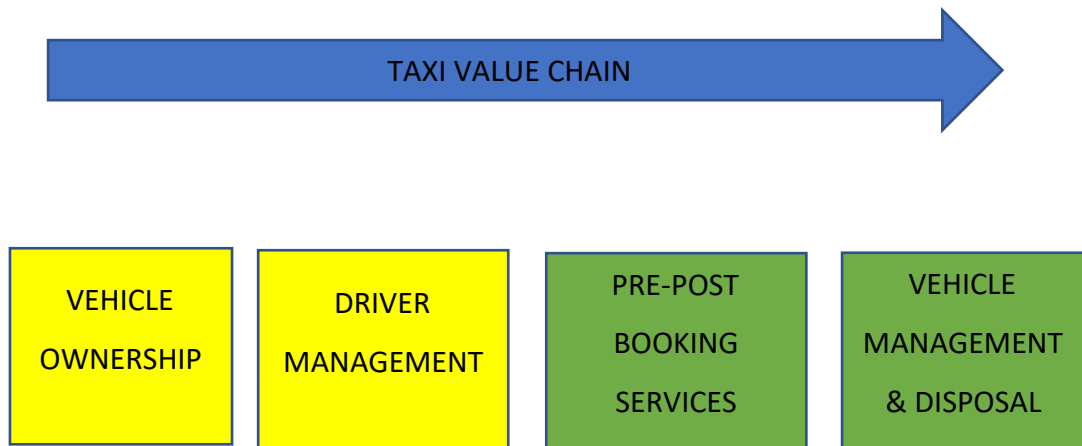 TAXI VALUE CHAIN
VEHICLE
OWNERSHIP
DRIVER
MANAGEMENT
PRE-POST
BOOKING
SERVICES
VEHICLE
MANAGEMENT
& DISPOSAL